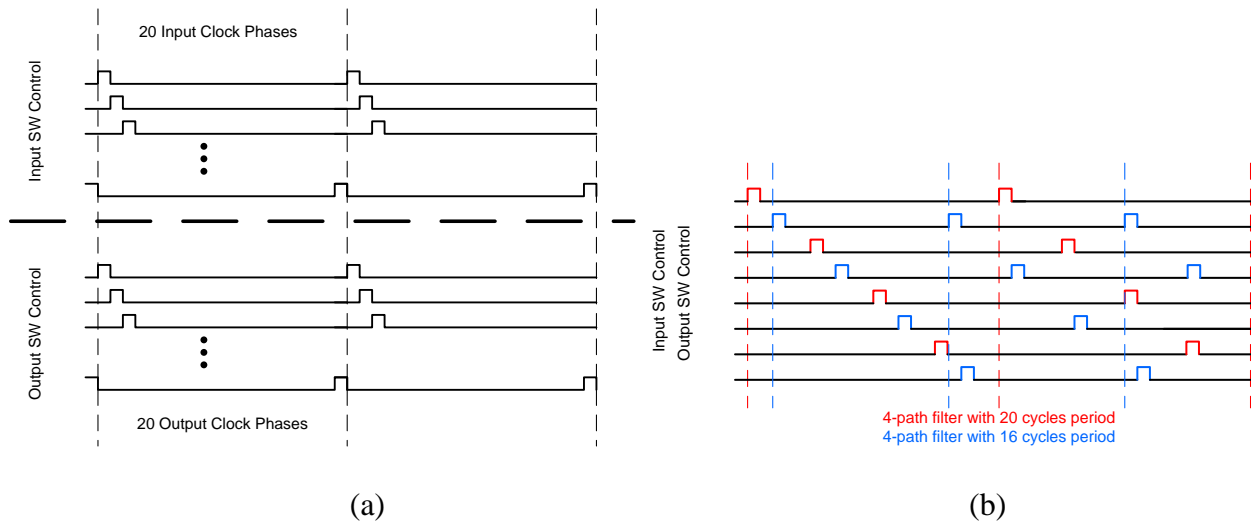 20 Input Clock Phases
Input SW Control
Output SW Control
20 Output Clock Phases
(a)
Input SW Control
Output SW Control
4-path filter with 20 cycles period
4-path filter with 16 cycles period
(b)